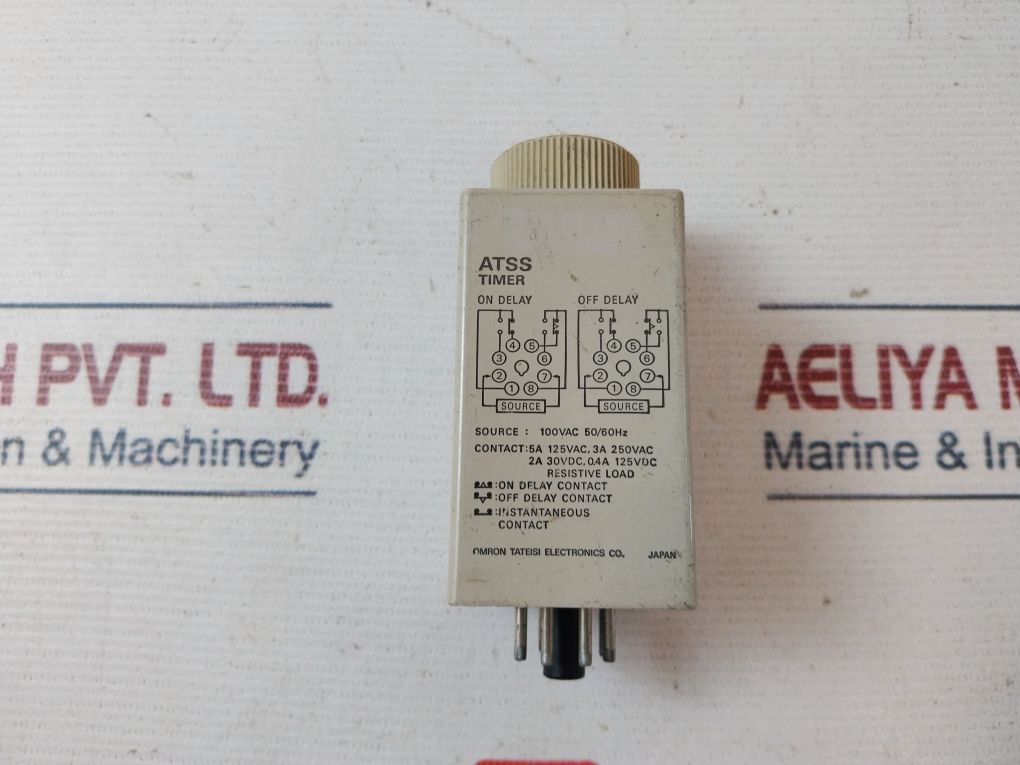 ATSS
TIMER
ON DELAY OFF DELAY
4 5 4 5
3 6 3 6
2 7 2 7
1 8 1 8
SOURCE SOURCE
SOURCE : 100VAC 50/60Hz
CONTACT:5A 125VAC, 3A 250VAC
2A 30VDC, 0.4A 125VDC
RESISTIVE LOAD
:ON DELAY CONTACT
:OFF DELAY CONTACT
:INSTANTANEOUS
CONTACT
OMRON TATEISI ELECTRONICS CO. JAPAN
H PVT. LTD.
n & Machinery
AELIYA M
Marine & In